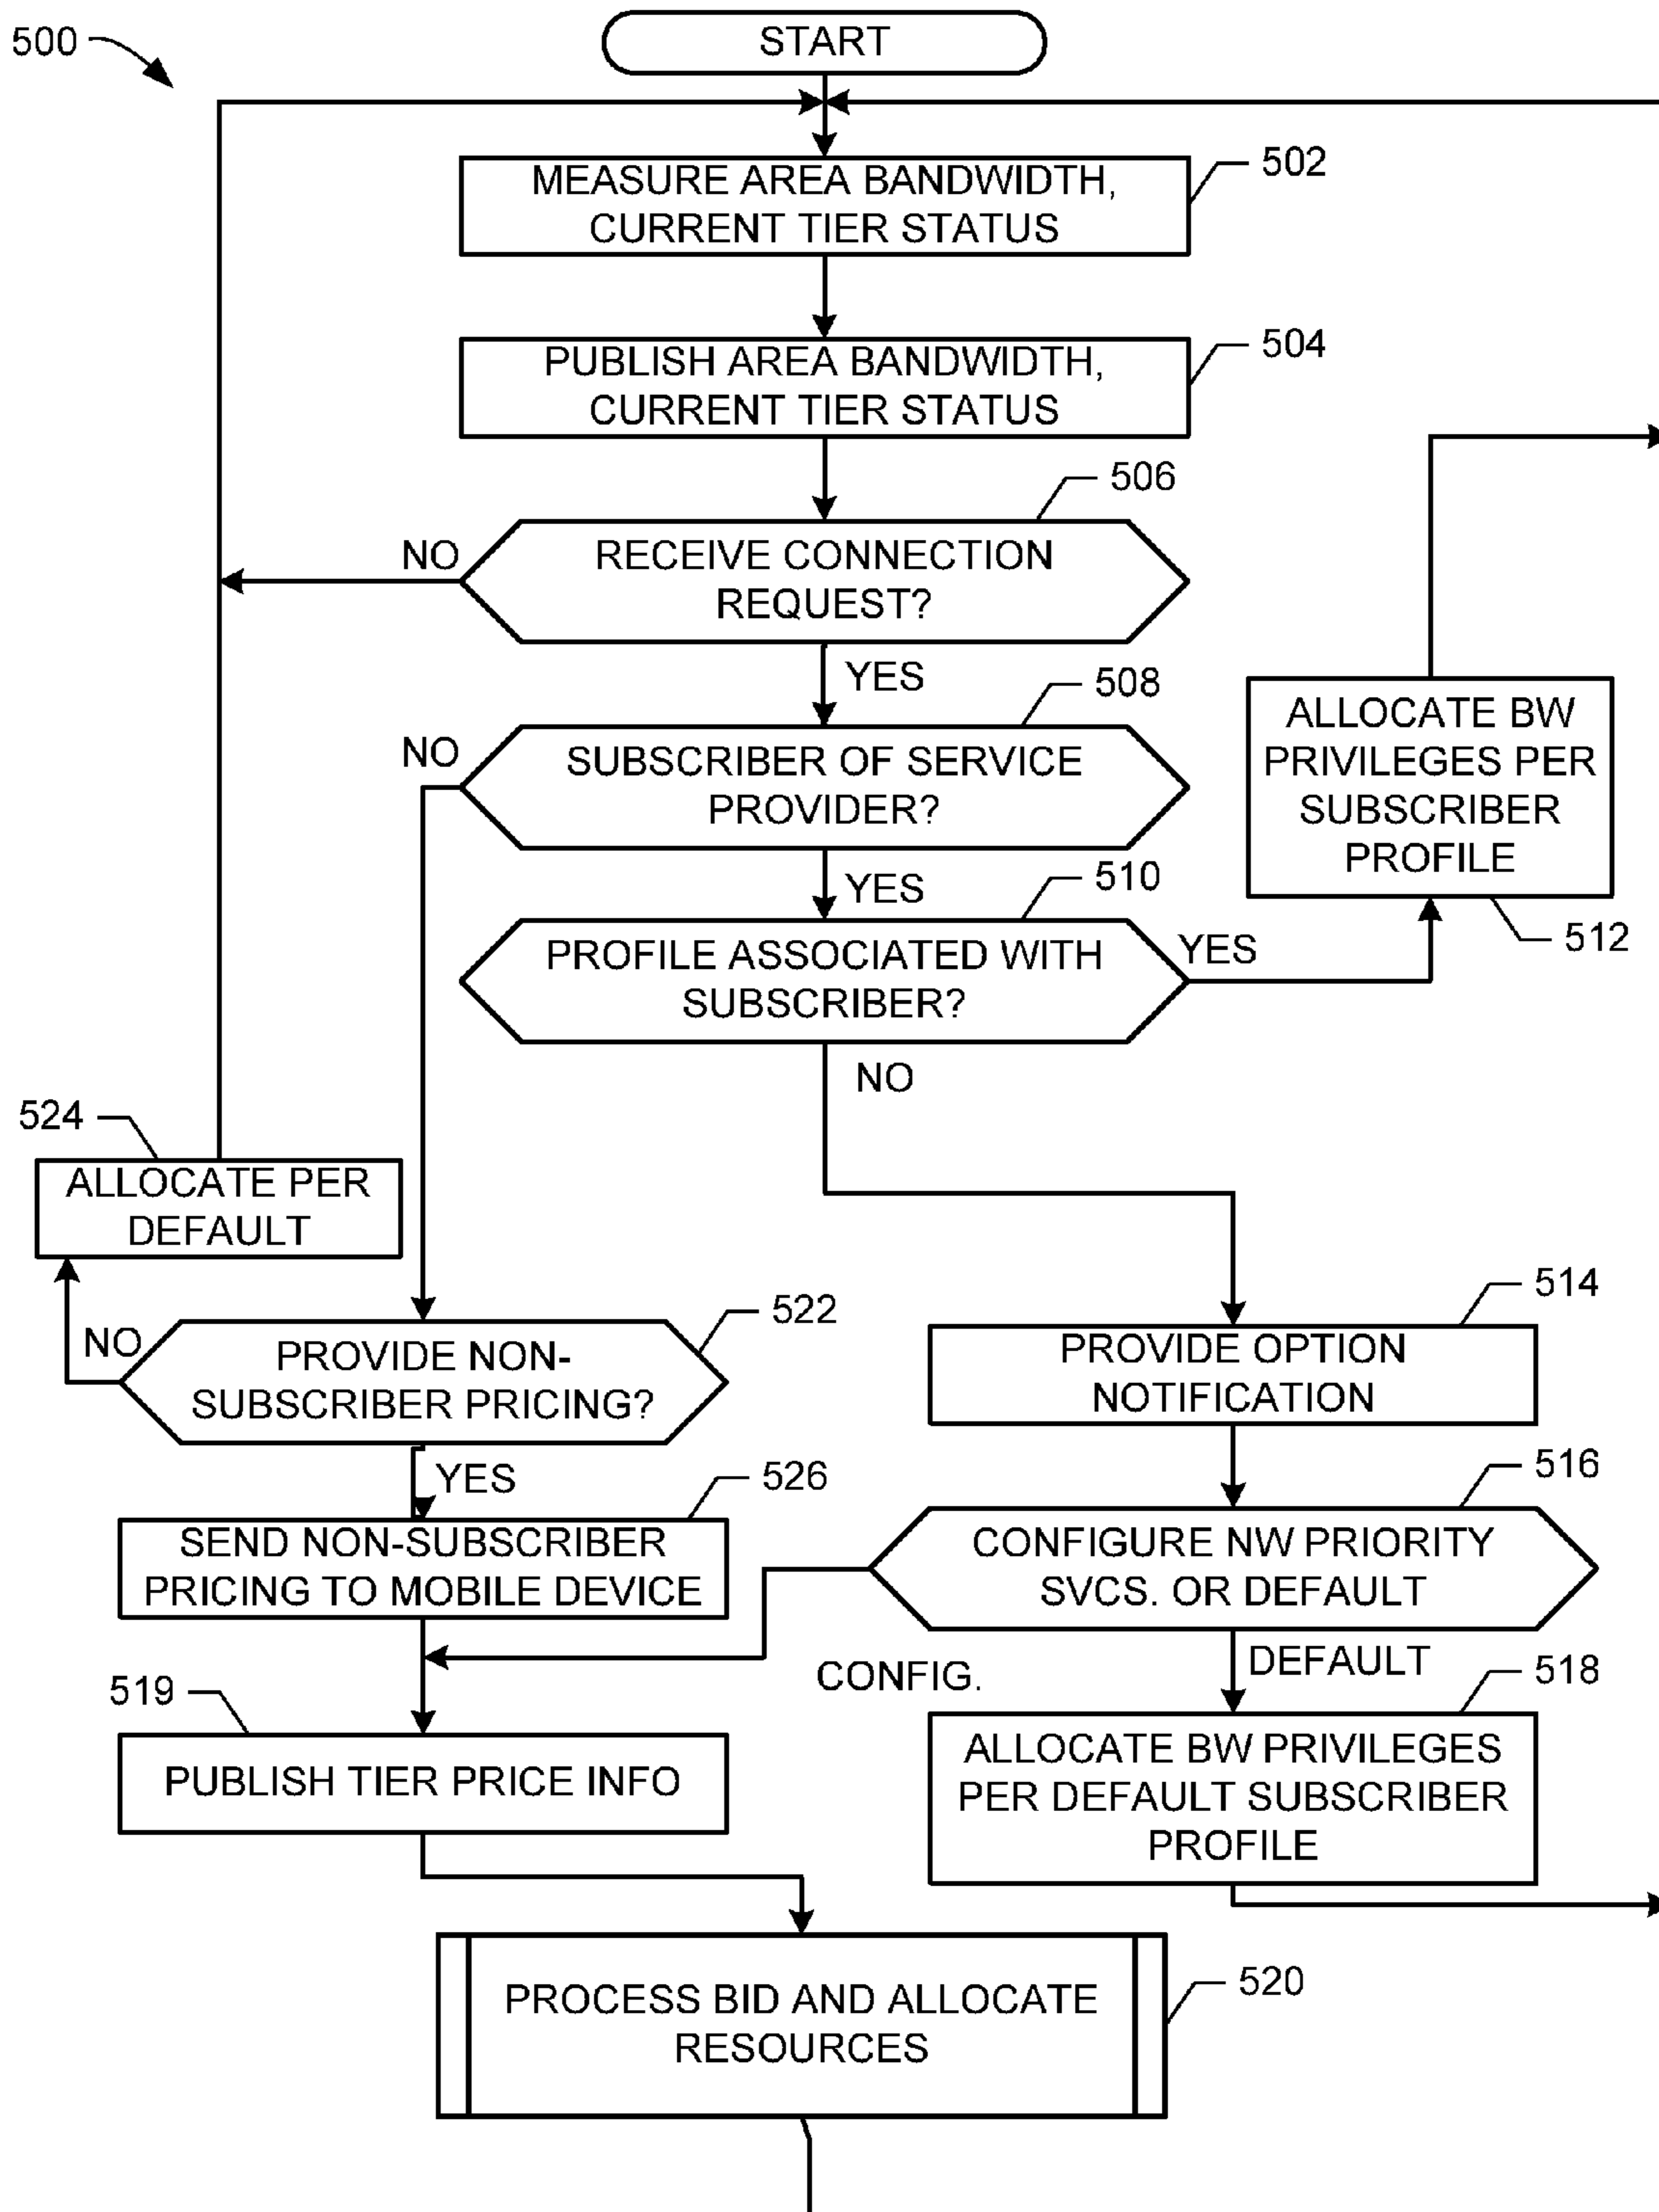 500
START
MEASURE AREA BANDWIDTH,
CURRENT TIER STATUS
502
PUBLISH AREA BANDWIDTH,
CURRENT TIER STATUS
504
506
RECEIVE CONNECTION
REQUEST?
NO
YES
508
SUBSCRIBER OF SERVICE
PROVIDER?
NO
YES
510
PROFILE ASSOCIATED WITH
SUBSCRIBER?
YES
NO
ALLOCATE BW
PRIVILEGES PER
SUBSCRIBER
PROFILE
512
524
ALLOCATE PER
DEFAULT
522
PROVIDE NON-
SUBSCRIBER PRICING?
NO
YES
514
PROVIDE OPTION
NOTIFICATION
526
SEND NON-SUBSCRIBER
PRICING TO MOBILE DEVICE
516
CONFIGURE NW PRIORITY
SVCS. OR DEFAULT
CONFIG.
DEFAULT
519
PUBLISH TIER PRICE INFO
518
ALLOCATE BW PRIVILEGES
PER DEFAULT SUBSCRIBER
PROFILE
PROCESS BID AND ALLOCATE
RESOURCES
520